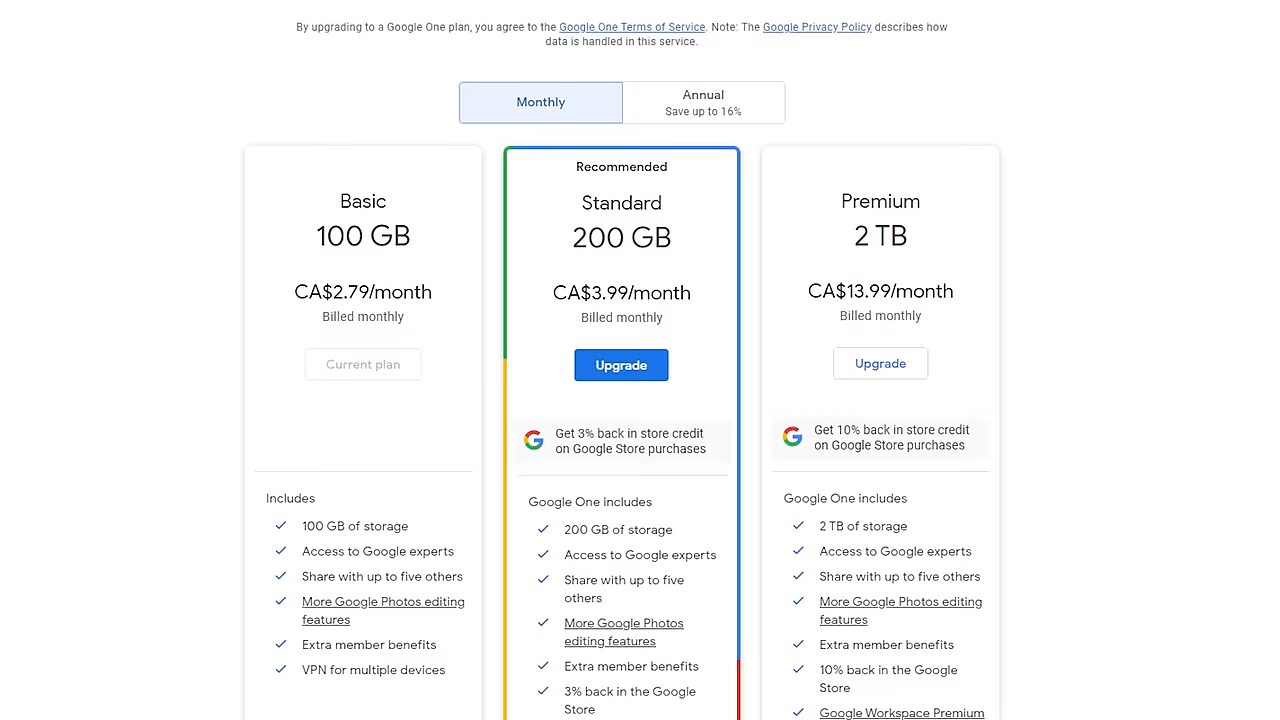 By upgrading to a Google One plan, you agree to the Google One Terms of Service. Note: The Google Privacy Policy describes how
data is handled in this service.
Monthly
Annual
Save up to 16%
Basic
100 GB
CA$2.79/month
Billed monthly
Current plan
Includes
100 GB of storage
Access to Google experts
Share with up to five others
More Google Photos editing
features
Extra member benefits
VPN for multiple devices
Recommended
Standard
200 GB
CA$3.99/month
Billed monthly
Upgrade
Get 3% back in store credit
on Google Store purchases
Google One includes
200 GB of storage
Access to Google experts
Share with up to five
others
More Google Photos
editing features
Extra member benefits
3% back in the Google
Store
Premium
2 TB
CA$13.99/month
Billed monthly
Upgrade
Get 10% back in store credit
on Google Store purchases
Google One includes
2 TB of storage
Access to Google experts
Share with up to five others
More Google Photos editing
features
Extra member benefits
10% back in the Google
Store
Google Workspace Premium